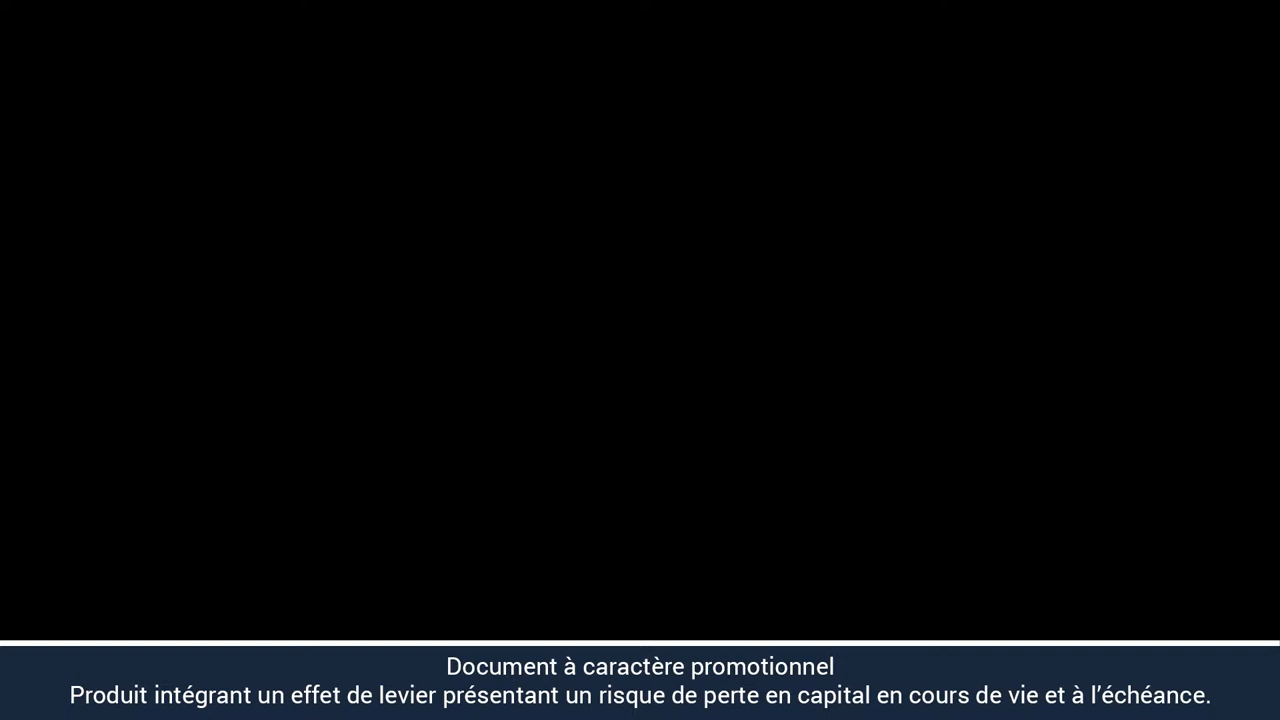 Document à caractère promotionnel
Produit intégrant un effet de levier présentant un risque de perte en capital en cours de vie et à l’échéance.